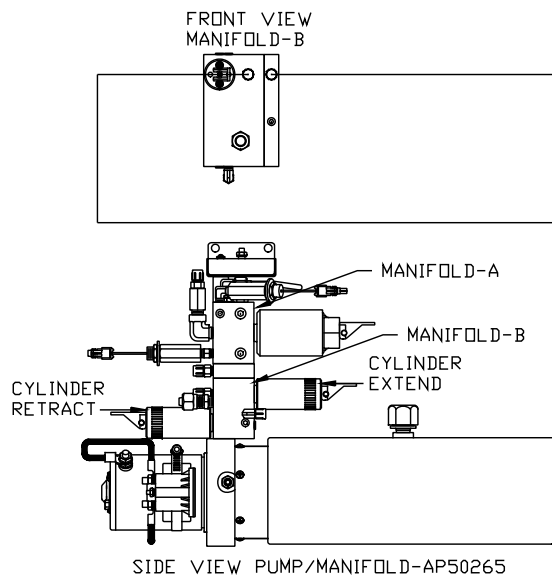 FRONT VIEW
MANIFOLD-B
MANIFOLD-A
MANIFOLD-B
CYLINDER
EXTEND
CYLINDER
RETRACT
SIDE VIEW PUMP/MANIFOLD-AP50265